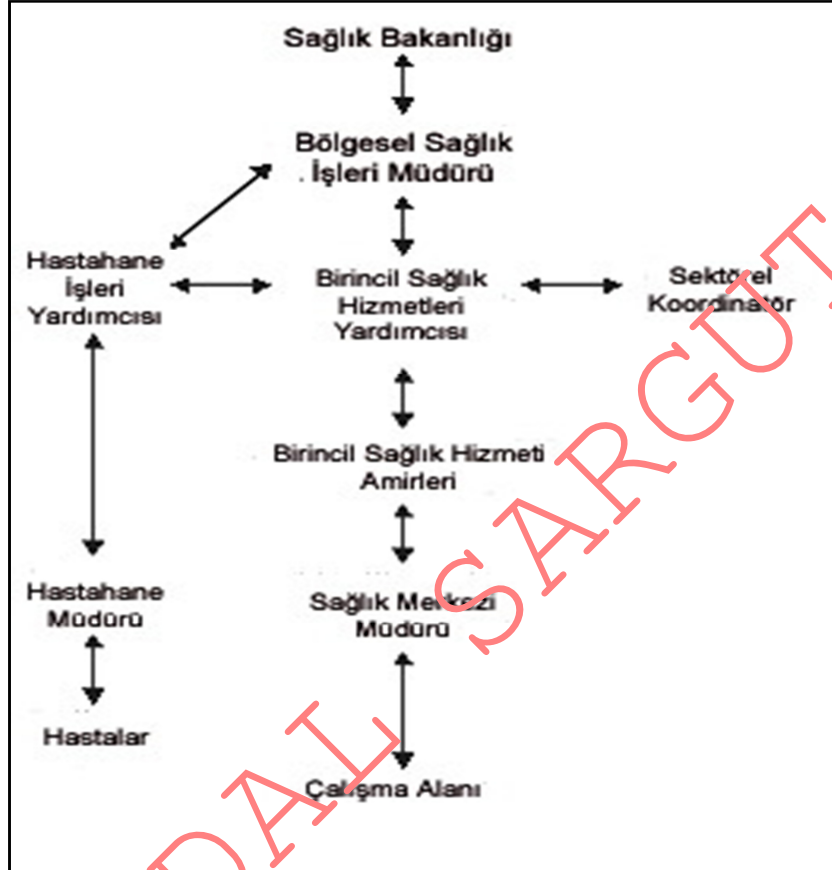 Sağlık Bakanlığı
Bölgesel Sağlık
İşleri Müdürü
Hastahane
İşleri
Yardımcısı
Birincil Sağlık
Hizmetleri
Yardımcısı
Sektörel
Koordinatör
Birincil Sağlık Hizmeti
Amirleri
Hastahane
Müdürü
Sağlık Merkezi
Müdürü
Hastalar
Çalışma Alanı
DAL SARGUT